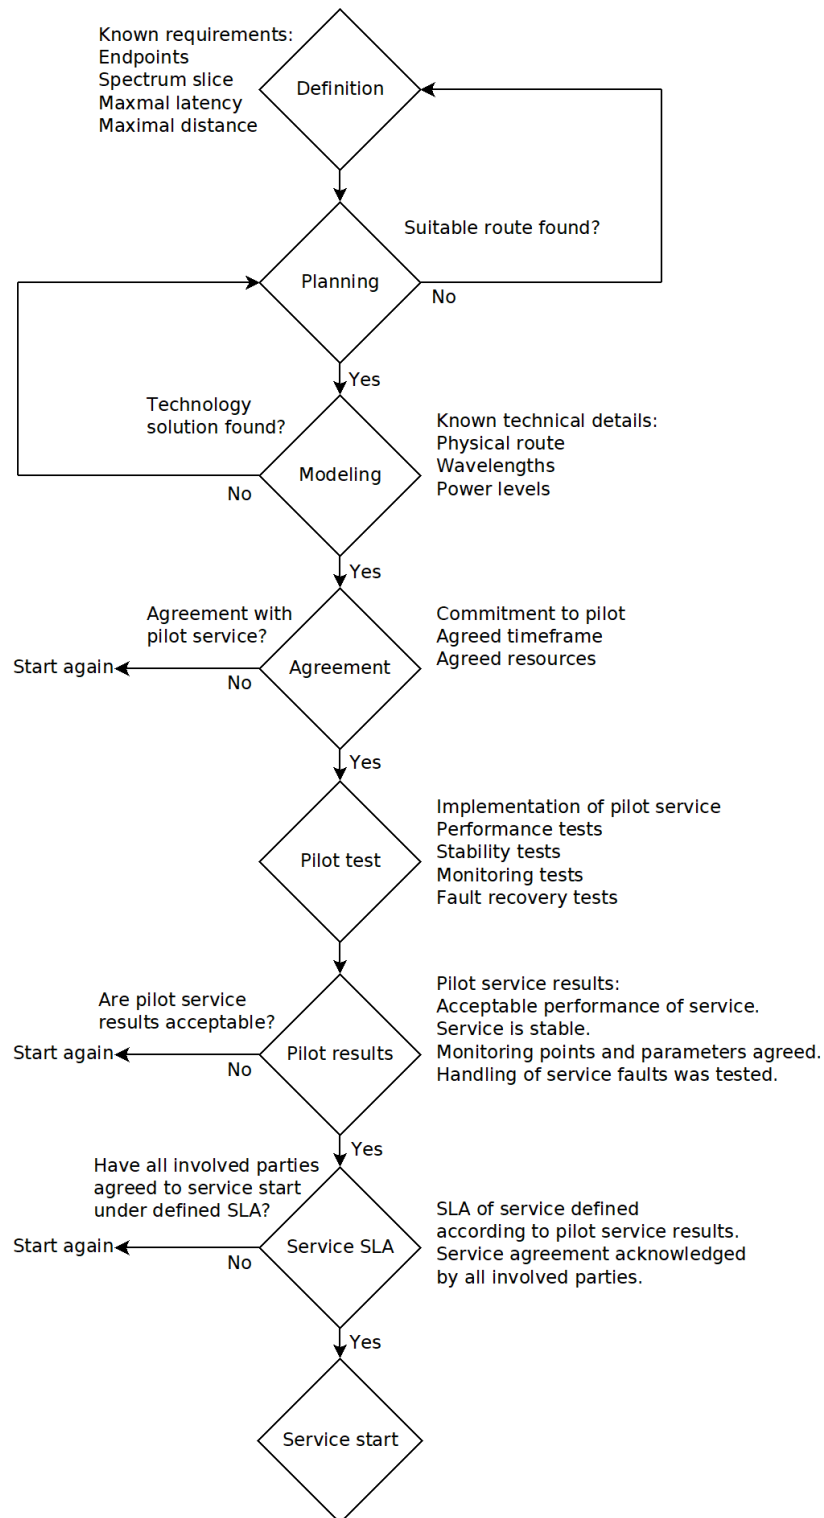 Known requirements:
Endpoints
Spectrum slice
Maxmal latency
Maximal distance
Definition
Suitable route found?
Planning
No
Yes
Technology
solution found?
Known technical details:
Physical route
Wavelengths
Power levels
Modeling
No
Yes
Agreement with
pilot service?
Commitment to pilot
Agreed timeframe
Agreed resources
Start again
Agreement
No
Yes
Implementation of pilot service
Performance tests
Stability tests
Monitoring tests
Fault recovery tests
Pilot test
Are pilot service
results acceptable?
Pilot service results:
Acceptable performance of service.
Service is stable.
Monitoring points and parameters agreed.
Handling of service faults was tested.
Start again
Pilot results
No
Yes
Have all involved parties
agreed to service start
under defined SLA?
SLA of service defined
according to pilot service results.
Service agreement acknowledged
by all involved parties.
Start again
Service SLA
No
Yes
Service start